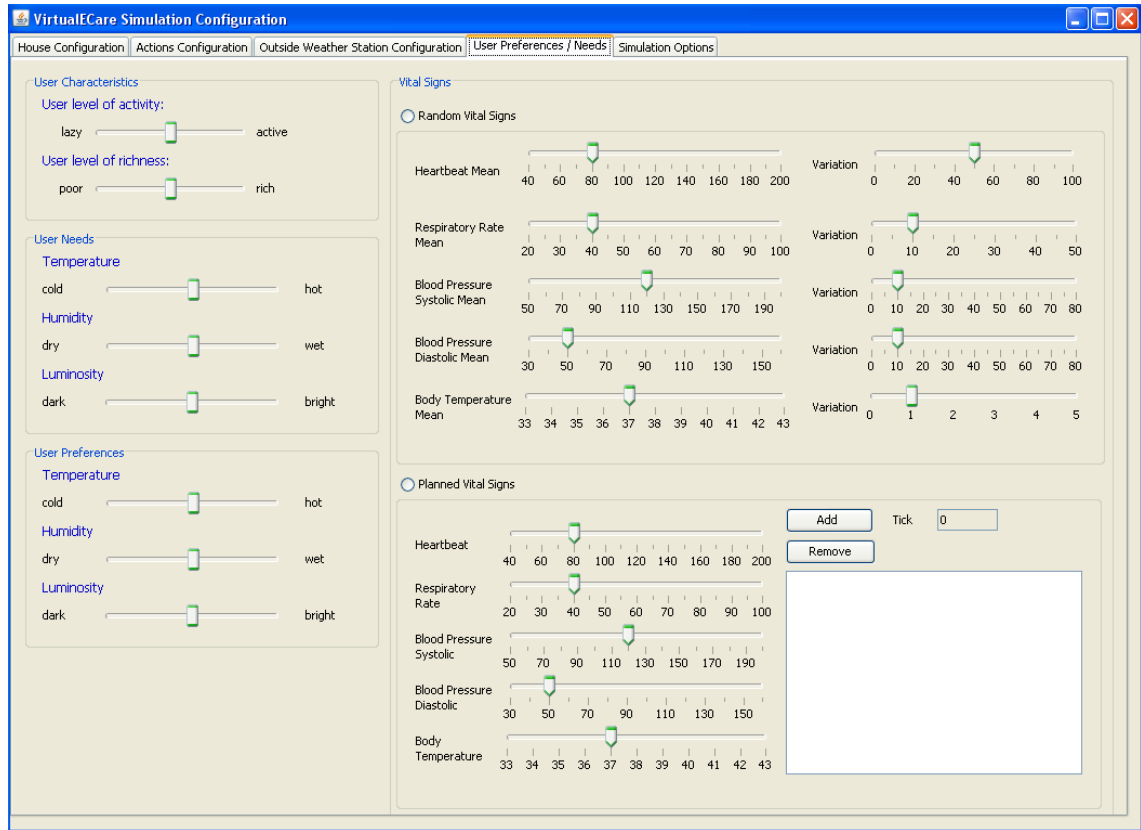 VirtualECare Simulation Configuration
House Configuration Actions Configuration Outside Weather Station Configuration User Preferences / Needs Simulation Options
User Characteristics
User level of activity:
lazy active
User level of richness:
poor rich
User Needs
Temperature
cold hot
Humidity
dry wet
Luminosity
dark bright
User Preferences
Temperature
cold hot
Humidity
dry wet
Luminosity
dark bright
Vital Signs
Random Vital Signs
Heartbeat Mean
40 60 80 100 120 140 160 180 200
Variation
0 20 40 60 80 100
Respiratory Rate
Mean
20 30 40 50 60 70 80 90 100
Variation
0 10 20 30 40 50
Blood Pressure
Systolic Mean
50 70 90 110 130 150 170 190
Variation
0 10 20 30 40 50 60 70 80
Blood Pressure
Diastolic Mean
30 50 70 90 110 130 150
Variation
0 10 20 30 40 50 60 70 80
Body Temperature
Mean
33 34 35 36 37 38 39 40 41 42 43
Variation
0 1 2 3 4 5
Planned Vital Signs
Heartbeat
40 60 80 100 120 140 160 180 200
Respiratory
Rate
20 30 40 50 60 70 80 90 100
Blood Pressure
Systolic
50 70 90 110 130 150 170 190
Blood Pressure
Diastolic
30 50 70 90 110 130 150
Body
Temperature
33 34 35 36 37 38 39 40 41 42 43
Add Tick 0
Remove